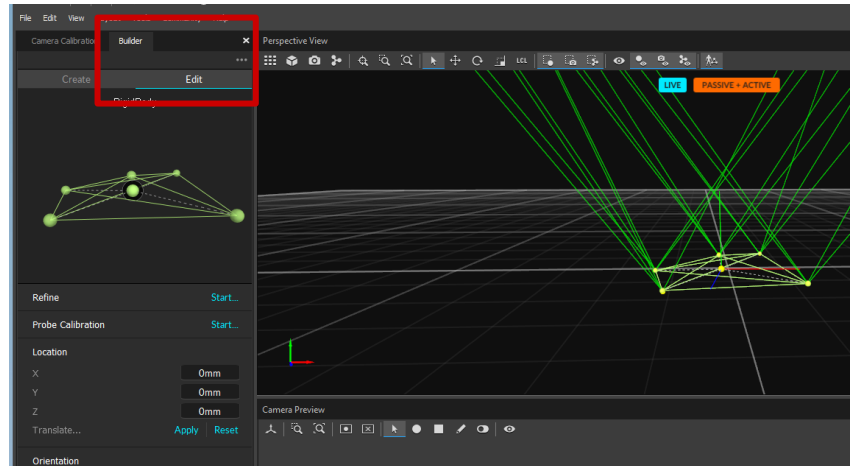 File Edit View
Camera Calibration Builder
Create Edit
RigidBody
Refine Start...
Probe Calibration Start...
Location
X 0mm
Y 0mm
Z 0mm
Translate... Apply Reset
Orientation
Perspective View
LCL
LIVE PASSIVE + ACTIVE
Camera Preview